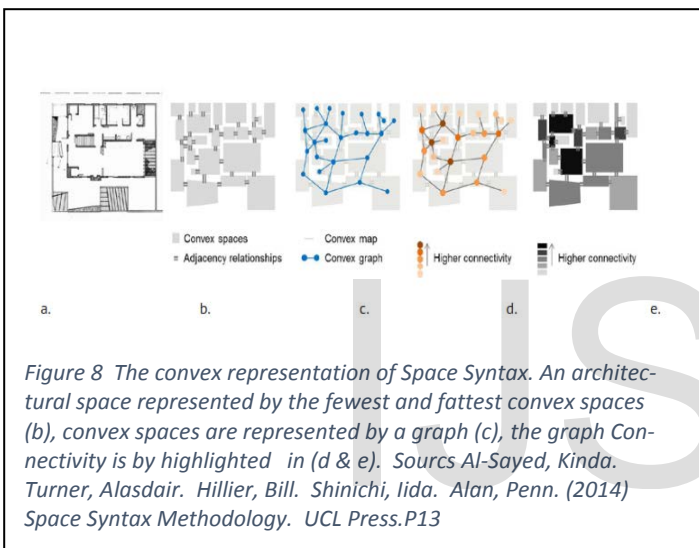 Convex spaces
Adjacency relationships
Convex map
Convex graph
Higher connectivity
Higher connectivity
a.
b.
c.
d.
e.
IJS
Figure 8 The convex representation of Space Syntax. An architec-
tural space represented by the fewest and fattest convex spaces
(b), convex spaces are represented by a graph (c), the graph Con-
nectivity is by highlighted in (d & e). Sourcs Al-Sayed, Kinda.
Turner, Alasdair. Hillier, Bill. Shinichi, Iida. Alan, Penn. (2014)
Space Syntax Methodology. UCL Press.P13